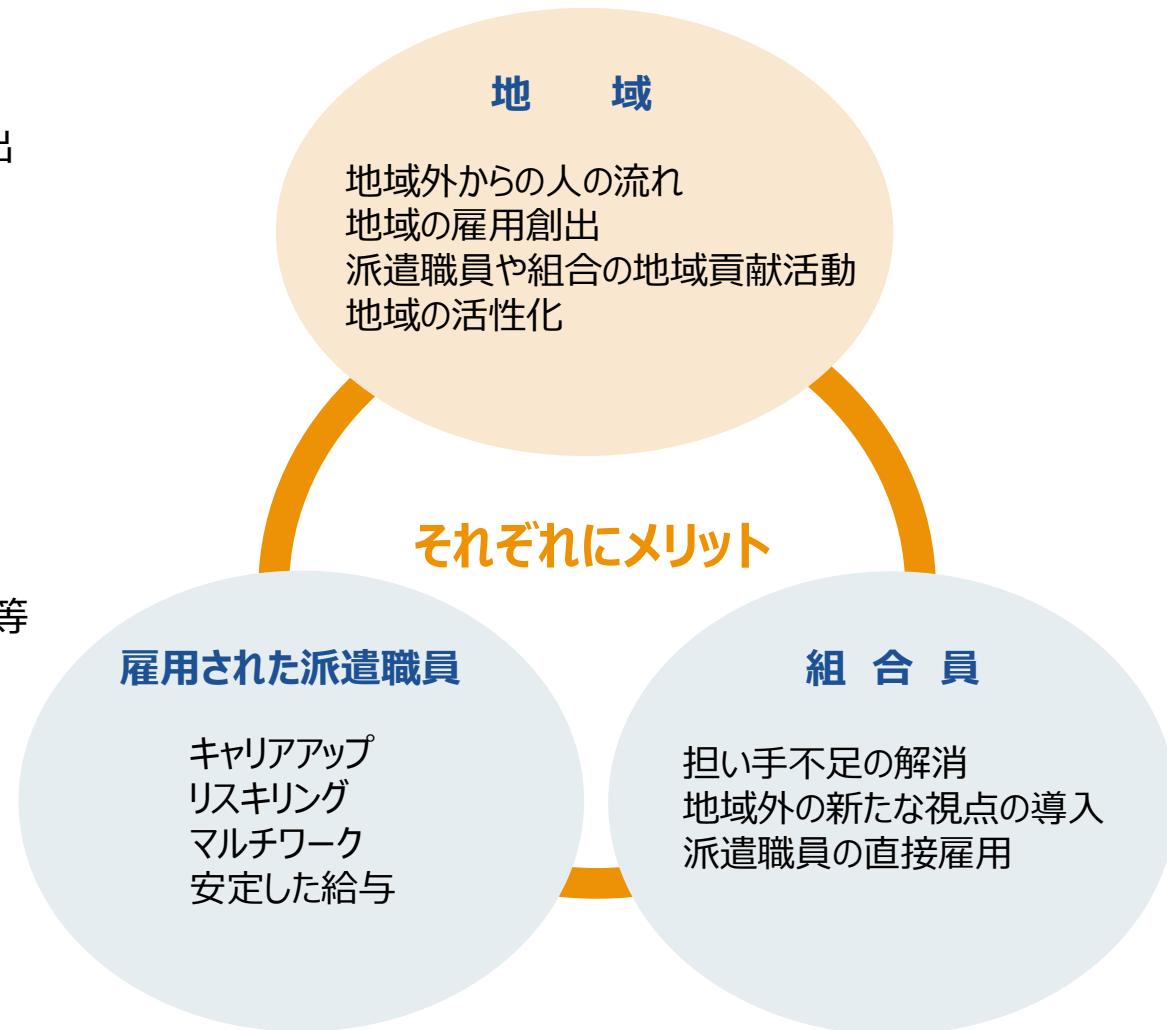 地　域
出
地域外からの人の流れ
地域の雇用創出
派遣職員や組合の地域貢献活動
地域の活性化
それぞれにメリット
等
雇用された派遣職員
キャリアアップ
リスキリング
マルチワーク
安定した給与
組 合 員
担い手不足の解消
地域外の新たな視点の導入
派遣職員の直接雇用